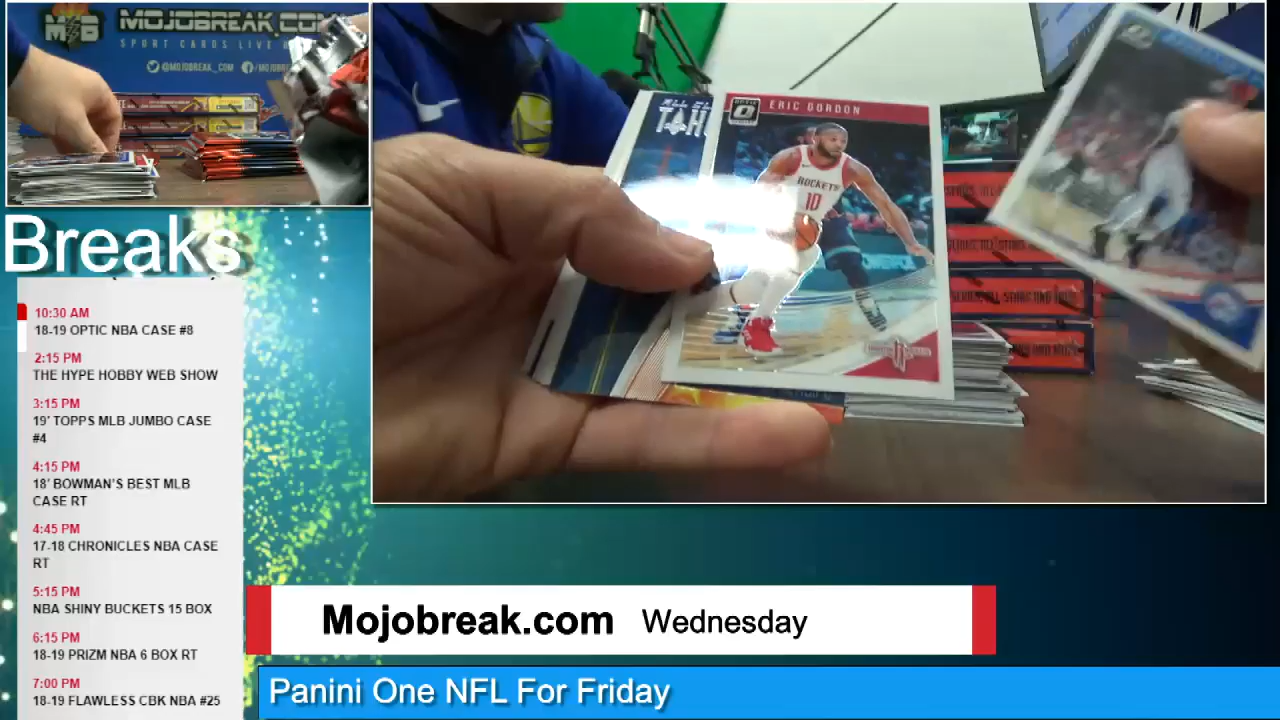 MOJOBREAK.COM
SPORT CARDS LIVE
@MOJOBREAK_COM
Breaks
10:30 AM
18-19 OPTIC NBA CASE #8
2:15 PM
THE HYPE HOBBY WEB SHOW
3:15 PM
19' TOPPS MLB JUMBO CASE
#4
4:15 PM
18' BOWMAN'S BEST MLB
CASE RT
4:45 PM
17-18 CHRONICLES NBA CASE
RT
5:15 PM
NBA SHINY BUCKETS 15 BOX
6:15 PM
18-19 PRIZM NBA 6 BOX RT
7:00 PM
18-19 FLAWLESS CBK NBA #25
OPTIC
ERIC GORDON
ROCKETS
10
Mojobreak.com Wednesday
Panini One NFL For Friday